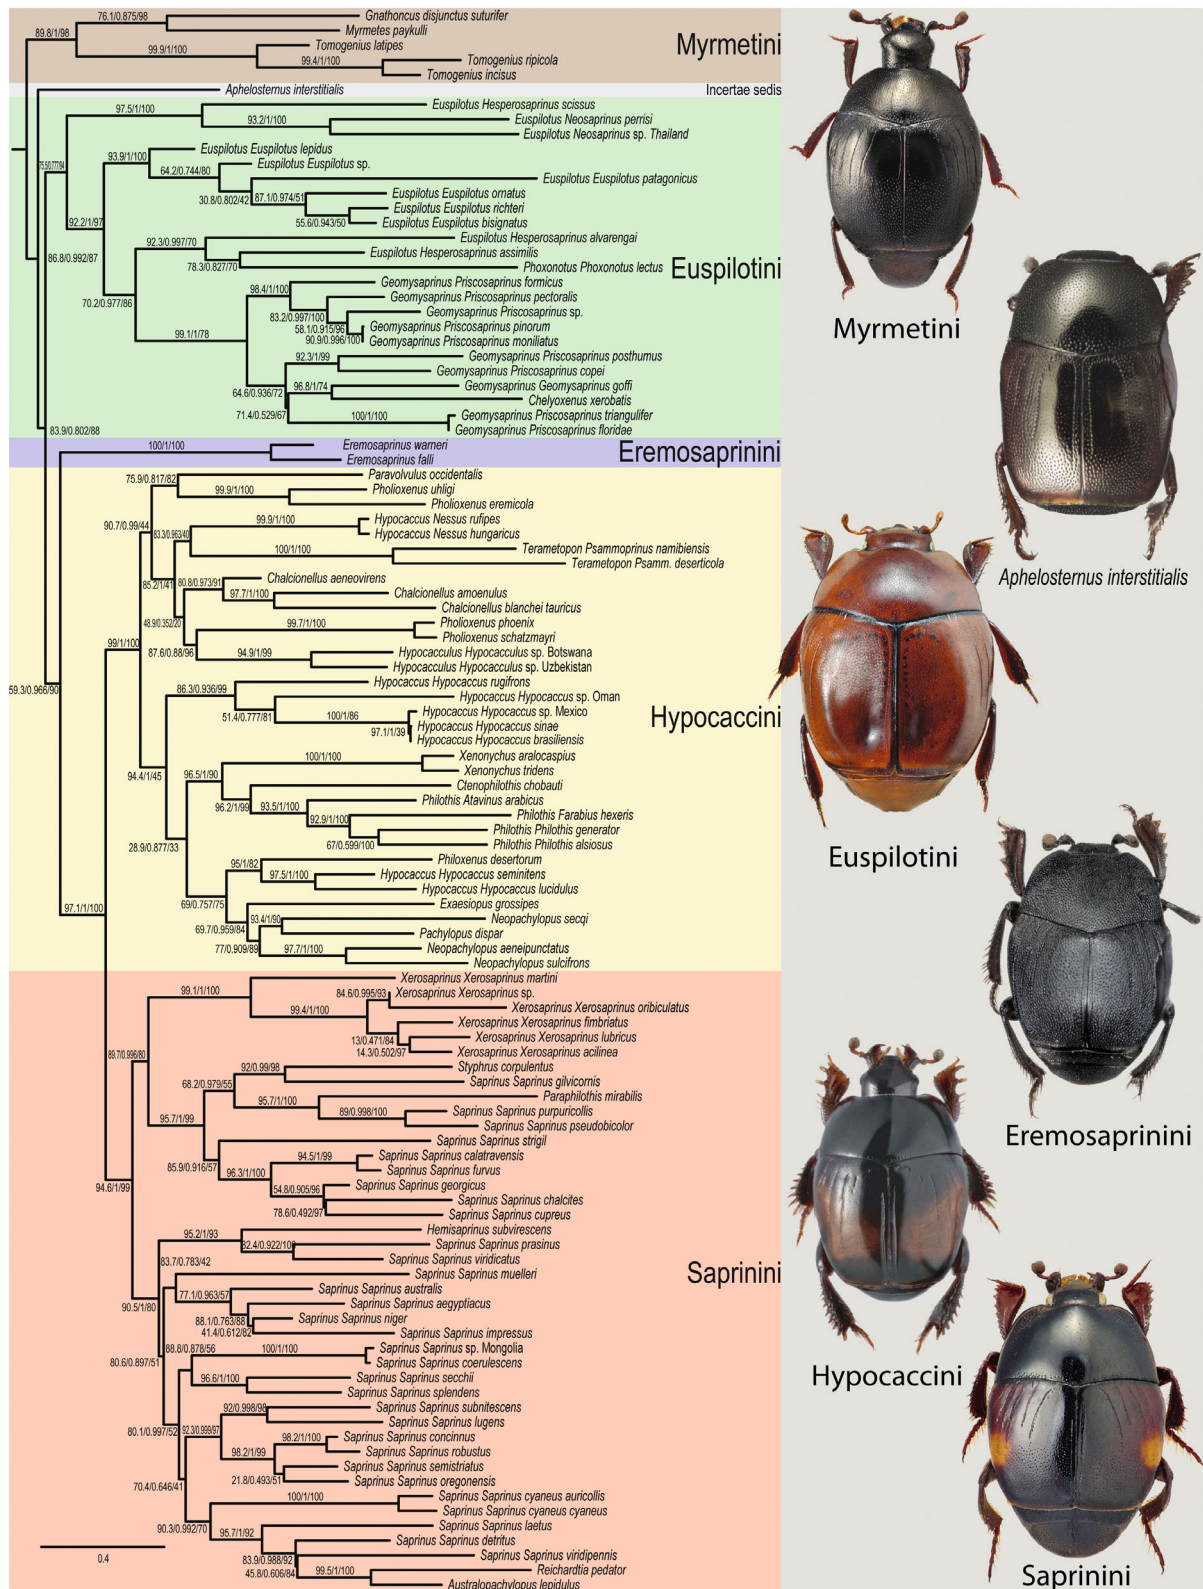 76.1/0.875/98
Gnathoncus disjunctus suturifer
89.8/1/98
Myrmetes paykulli
99.9/1/100
Tomogenius latipes
99.4/1/100
Tomogenius ripicola
Tomogenius incisus
Myrmetini
Aphelosternus interstitialis
Incertae sedis
97.5/1/100
Euspilotus Hesperosaprinus scissus
93.2/1/100
Euspilotus Neosaprinus perrisi
Euspilotus Neosaprinus sp. Thailand
93.9/1/100
Euspilotus Euspilotus lepidus
64.2/0.744/80
Euspilotus Euspilotus sp.
Euspilotus Euspilotus patagonicus
30.8/0.802/42
87.1/0.974/51
Euspilotus Euspilotus ornatus
Euspilotus Euspilotus richteri
55.6/0.943/50
Euspilotus Euspilotus bisignatus
92.2/1/97
92.3/0.997/70
Euspilotus Hesperosaprinus alvarengai
86.8/0.992/87
Euspilotus Hesperosaprinus assimilis
78.3/0.827/70
Phoxonotus Phoxonotus lectus
Euspilotini
70.2/0.977/86
98.4/1/100
Geomysaprinus Priscosaprinus formicus
83.2/0.997/100
Geomysaprinus Priscosaprinus pectoralis
Geomysaprinus Priscosaprinus sp.
58.1/0.915/96
Geomysaprinus Priscosaprinus pinorum
90.9/0.996/100
Geomysaprinus Priscosaprinus moniliatus
99.1/1/78
92.3/1/99
Geomysaprinus Priscosaprinus posthumus
Geomysaprinus Priscosaprinus copei
64.6/0.936/72
96.8/1/74
Geomysaprinus Geomysaprinus goffi
Chelyoxenus xerobatis
71.4/0.529/67
100/1/100
Geomysaprinus Priscosaprinus triangulifer
Geomysaprinus Priscosaprinus floridae
83.9/0.802/88
100/1/100
Eremosaprinus warneri
Eremosaprinus falli
Eremosaprinini
75.9/0.817/82
Paravolvulus occidentalis
99.9/1/100
Pholioxenus uhligi
Pholioxenus eremicola
90.7/0.99/44
83.3/0.963/40
99.9/1/100
Hypocaccus Nessus rufipes
Hypocaccus Nessus hungaricus
100/1/100
Terametopon Psammoprinus namibiensis
Terametopon Psamm. deserticola
85.2/1/41
80.8/0.973/91
Chalcionellus aeneovirens
97.7/1/100
Chalcionellus amoenulus
Chalcionellus blanchei tauricus
48.9/0.352/20
99.7/1/100
Pholioxenus phoenix
Pholioxenus schatzmayri
87.6/0.88/96
94.9/1/99
Hypocacculus Hypocacculus sp. Botswana
Hypocacculus Hypocacculus sp. Uzbekistan
99/1/100
59.3/0.966/90
86.3/0.936/99
Hypocaccus Hypocaccus rugifrons
Hypocaccus Hypocaccus sp. Oman
51.4/0.777/81
100/1/86
Hypocaccus Hypocaccus sp. Mexico
97.1/1/39
Hypocaccus Hypocaccus sinae
Hypocaccus Hypocaccus brasiliensis
Hypocaccini
94.4/1/45
96.5/1/90
100/1/100
Xenonychus aralocaspius
Xenonychus tridens
96.2/1/99
Ctenophilothis chobauti
93.5/1/100
Philothis Atavinus arabicus
92.9/1/100
Philothis Farabius hexeris
Philothis Philothis generator
67/0.599/100
Philothis Philothis alsiosus
28.9/0.877/33
95/1/82
Philoxenus desertorum
97.5/1/100
Hypocaccus Hypocaccus seminitens
Hypocaccus Hypocaccus lucidulus
69/0.757/75
Exaesiopus grossipes
93.4/1/90
Neopachylopus secqi
69.7/0.959/84
Pachylopus dispar
77/0.909/89
97.7/1/100
Neopachylopus aeneipunctatus
Neopachylopus sulcifrons
97.1/1/100
99.1/1/100
Xerosaprinus Xerosaprinus martini
84.6/0.995/93
Xerosaprinus Xerosaprinus sp.
99.4/1/100
Xerosaprinus Xerosaprinus oribiculatus
Xerosaprinus Xerosaprinus fimbriatus
13/0.471/84
Xerosaprinus Xerosaprinus lubricus
14.3/0.502/97
Xerosaprinus Xerosaprinus acilinea
89.7/0.996/80
92/0.99/98
Styphrus corpulentus
68.2/0.979/55
Saprinus Saprinus gilvicornis
95.7/1/100
Paraphilothis mirabilis
89/0.998/100
Saprinus Saprinus purpuricollis
Saprinus Saprinus pseudobicolor
95.7/1/99
Saprinus Saprinus strigil
85.9/0.916/57
94.5/1/99
Saprinus Saprinus calatravensis
96.3/1/100
Saprinus Saprinus furvus
54.8/0.905/96
Saprinus Saprinus georgicus
Saprinus Saprinus chalcites
78.6/0.492/97
Saprinus Saprinus cupreus
94.6/1/99
95.2/1/93
Hemisaprinus subvirescens
82.4/0.922/100
Saprinus Saprinus prasinus
Saprinus Saprinus viridicatus
83.7/0.783/42
Saprinus Saprinus muelleri
Saprinini
77.1/0.963/57
Saprinus Saprinus australis
90.5/1/80
Saprinus Saprinus aegyptiacus
88.1/0.763/88
Saprinus Saprinus niger
41.4/0.612/82
Saprinus Saprinus impressus
88.8/0.878/56
100/1/100
Saprinus Saprinus sp. Mongolia
80.6/0.897/51
Saprinus Saprinus coerulescens
96.6/1/100
Saprinus Saprinus secchii
Saprinus Saprinus splendens
92/0.998/98
Saprinus Saprinus subnitescens
80.1/0.997/52
92.3/0.999/97
Saprinus Saprinus lugens
98.2/1/100
Saprinus Saprinus concinnus
98.2/1/99
Saprinus Saprinus robustus
Saprinus Saprinus semistriatus
21.8/0.493/51
Saprinus Saprinus oregonensis
70.4/0.646/41
100/1/100
Saprinus Saprinus cyaneus auricollis
Saprinus Saprinus cyaneus cyaneus
90.3/0.992/70
95.7/1/92
Saprinus Saprinus laetus
Saprinus Saprinus detritus
83.9/0.988/92
Saprinus Saprinus viridipennis
45.8/0.606/84
99.5/1/100
Reichardtia pedator
Australopachylopus lepidulus
0.4
Myrmetini
Aphelosternus interstitialis
Euspilotini
Eremosaprinini
Hypocaccini
Saprinini